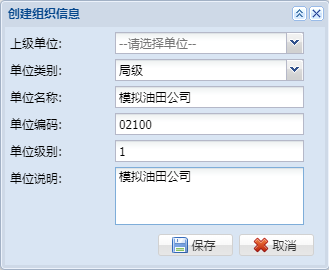 创建组织信息
上级单位: --请选择单位--
单位类别: 局级
单位名称: 模拟油田公司
单位编码: 02100
单位级别: 1
单位说明: 模拟油田公司
保存 取消